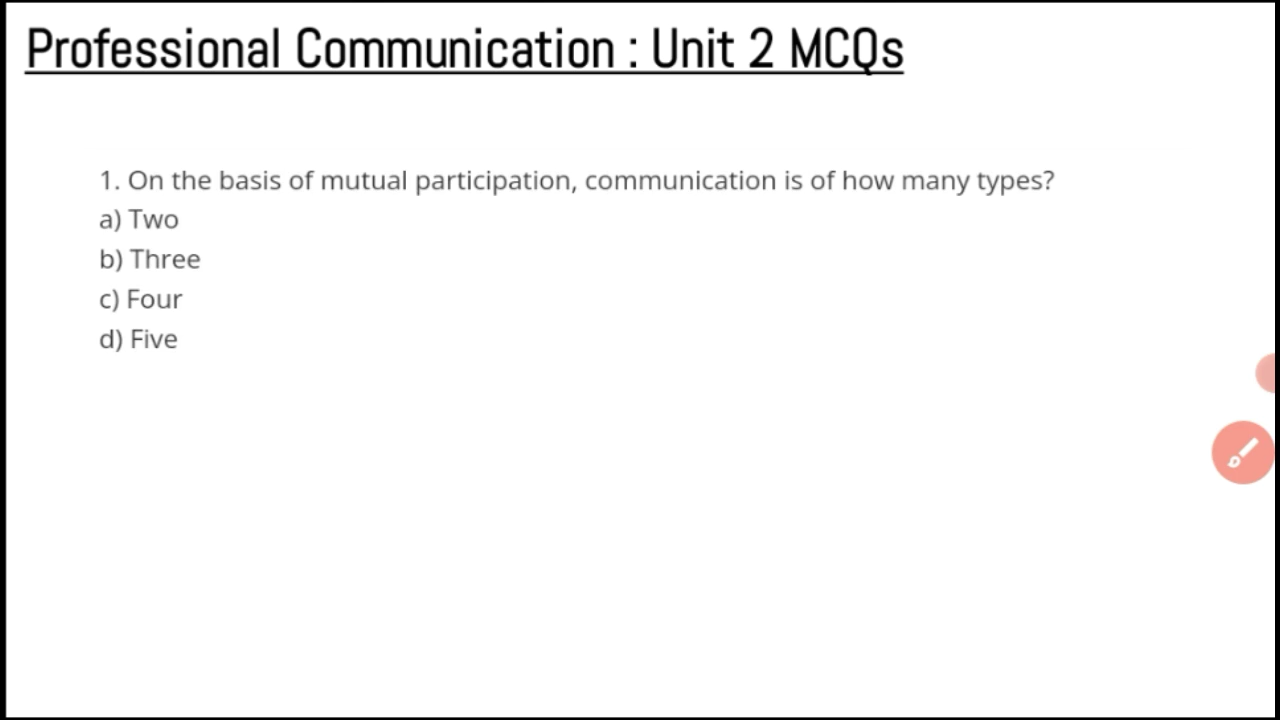 Professional Communication : Unit 2 MCQs
1. On the basis of mutual participation, communication is of how many types?
a) Two
b) Three
c) Four
d) Five